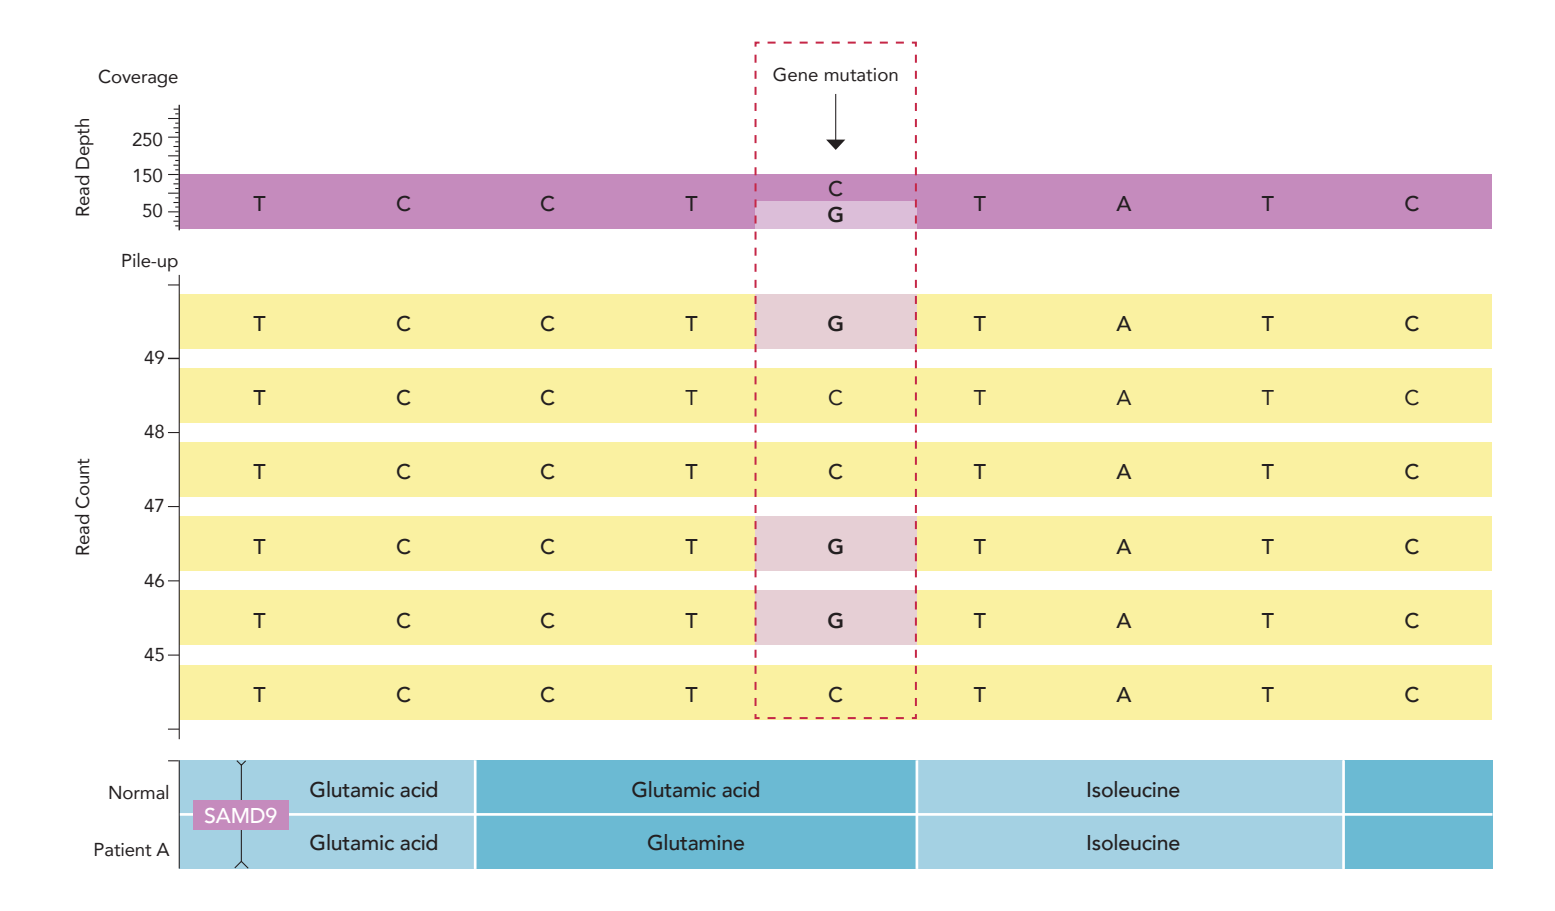 Gene mutation
Coverage
Read Depth
250
150
50
T C C T C T A T C
G
Pile-up
Read Count
T C C T G T A T C
49
T C C T C T A T C
48
T C C T C T A T C
47
T C C T G T A T C
46
T C C T G T A T C
45
T C C T C T A T C
Normal Glutamic acid Glutamic acid Isoleucine
SAMD9
Patient A Glutamic acid Glutamine Isoleucine